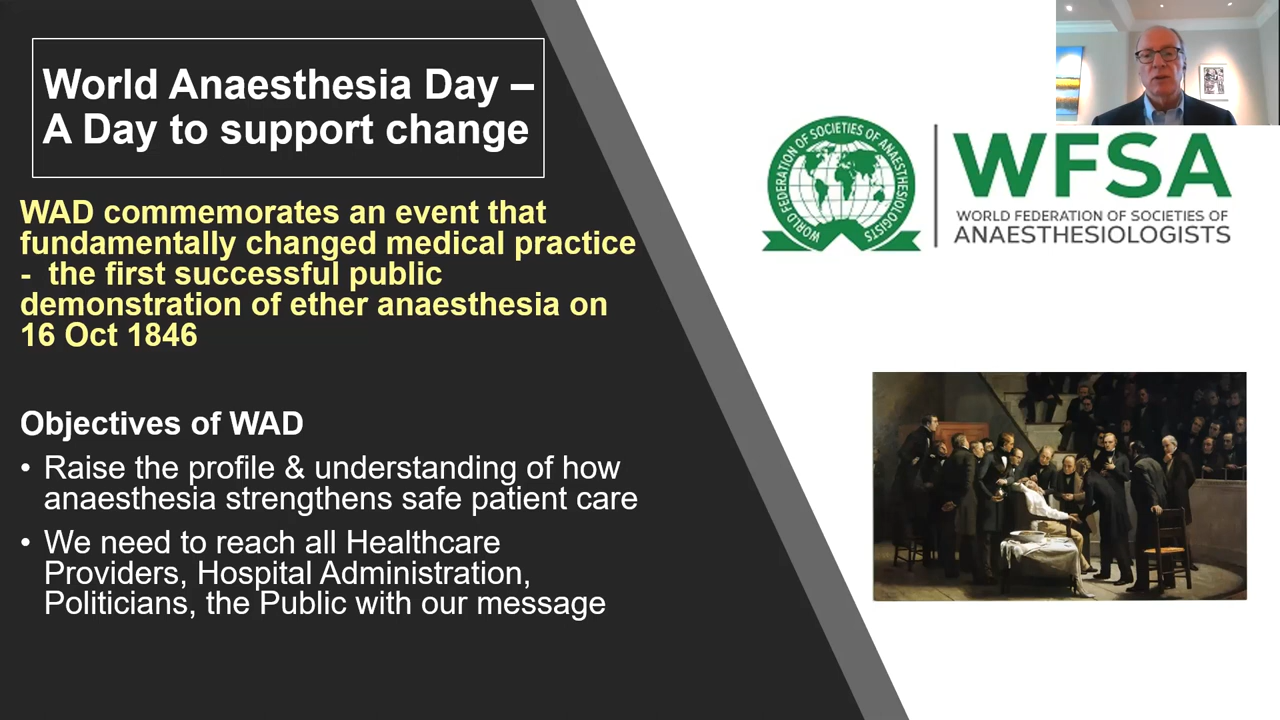 World Anaesthesia Day –
A Day to support change
WAD commemorates an event that
fundamentally changed medical practice
- the first successful public
demonstration of ether anaesthesia on
16 Oct 1846
Objectives of WAD
• Raise the profile & understanding of how
anaesthesia strengthens safe patient care
• We need to reach all Healthcare
Providers, Hospital Administration,
Politicians, the Public with our message
WORLD FEDERATION OF SOCIETIES OF ANAESTHESIOLOGISTS
WFSA
WORLD FEDERATION OF SOCIETIES OF
ANAESTHESIOLOGISTS